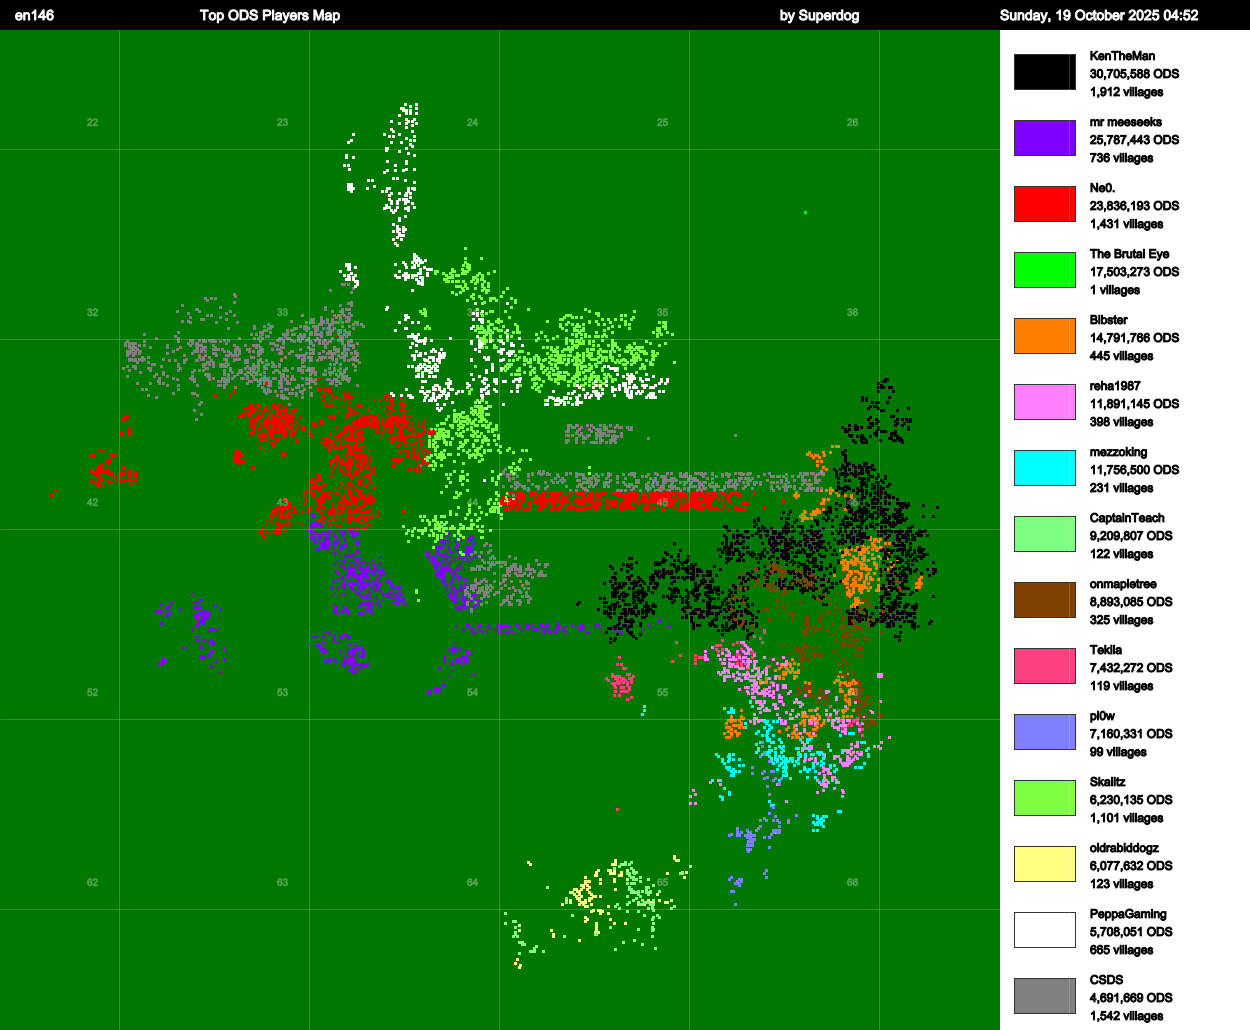 en146 Top ODS Players Map by Superdog Sunday, 19 October 2025 04:52
KenTheMan
30,705,588 ODS
1,912 villages
mr meeseeks
25,787,443 ODS
736 villages
Ne0.
23,836,193 ODS
1,431 villages
The Brutal Eye
17,503,273 ODS
1 villages
Bibster
14,791,766 ODS
445 villages
reha1987
11,891,145 ODS
398 villages
mezzoking
11,756,500 ODS
231 villages
CaptainTeach
9,209,807 ODS
122 villages
onmapletree
8,893,085 ODS
325 villages
Tekila
7,432,272 ODS
119 villages
pl0w
7,160,331 ODS
99 villages
Skalitz
6,230,135 ODS
1,101 villages
oldrabiddogz
6,077,632 ODS
123 villages
PeppaGaming
5,708,051 ODS
665 villages
CSDS
4,691,669 ODS
1,542 villages
22 23 24 25 26
32 33 35 36
42 43 44 45
52 53 54 55
62 63 64 65 66